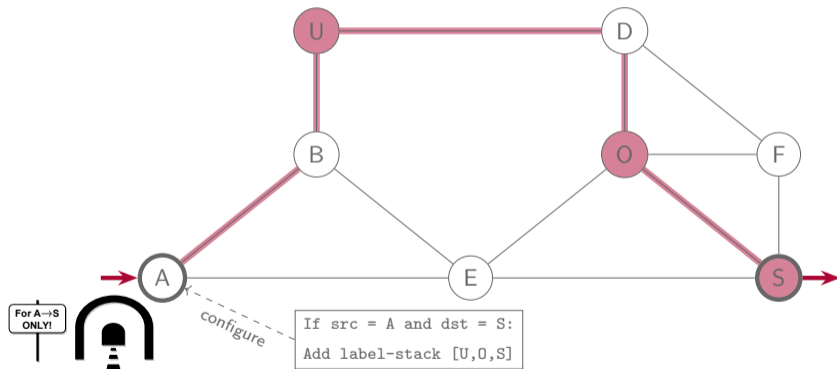 U
D
B
O
F
A
E
S
For A→S
ONLY!
configure
If src = A and dst = S:
Add label-stack [U,O,S]